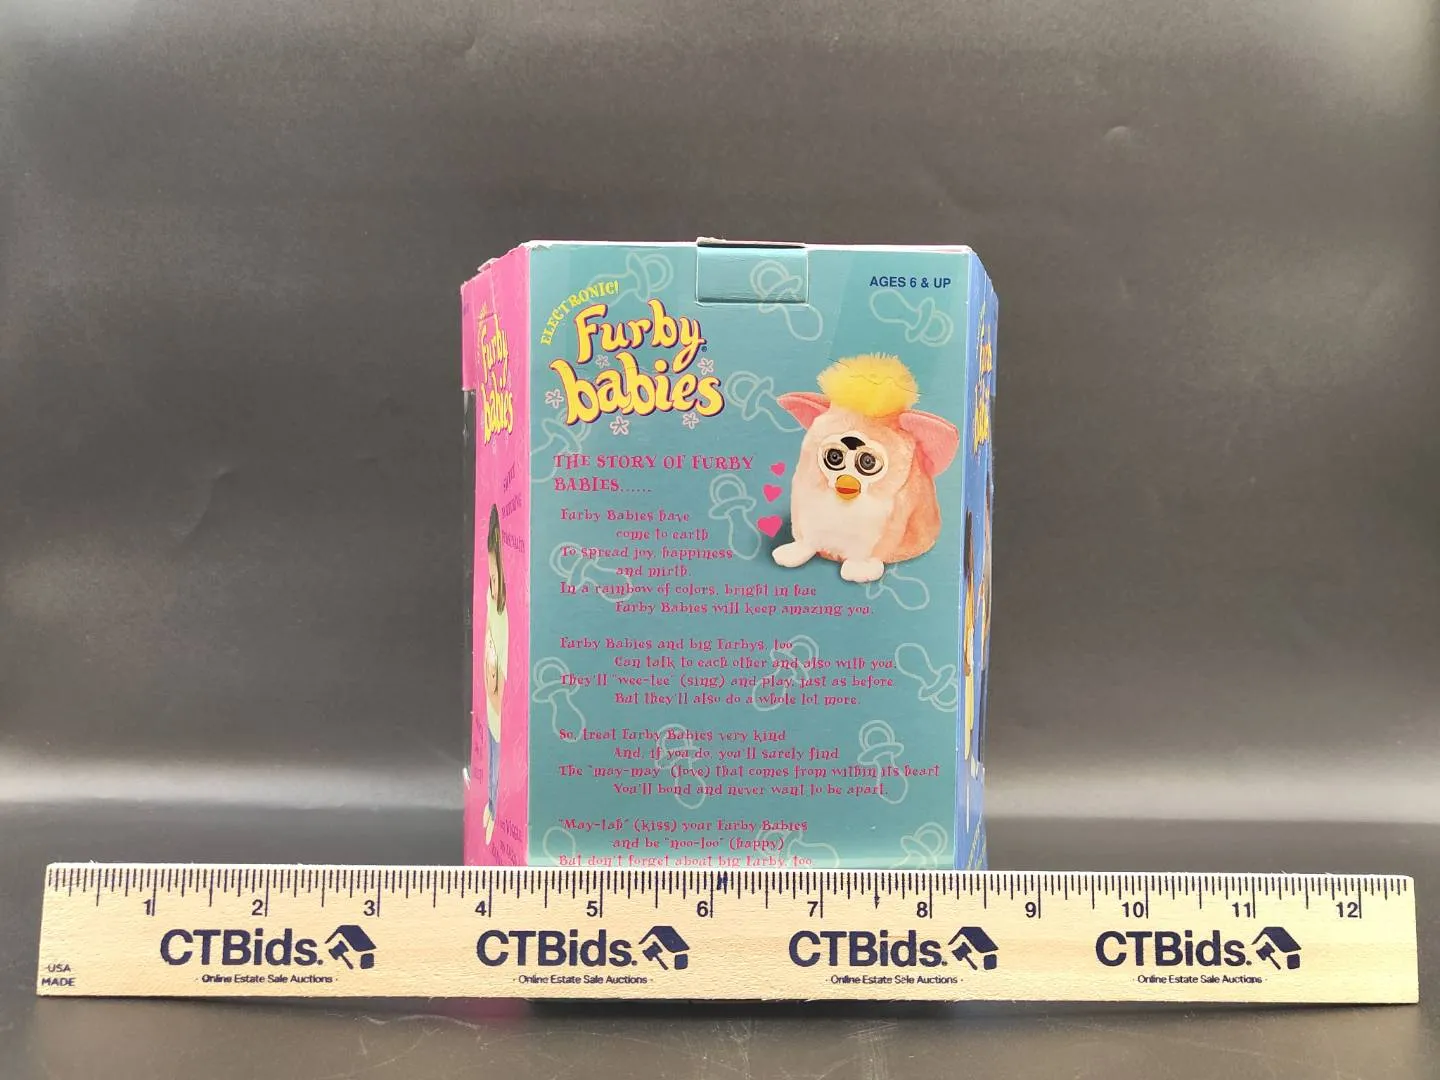 AGES 6 & UP
ELECTRONIC!
Furby®
babies
THE STORY OF FURBY
BABIES......
Furby Babies have
come to earth
To spread joy, happiness
and mirth.
In a rainbow of colors, bright in hue
Furby Babies will keep amazing you.
Furby Babies and big Furbys, too
Can talk to each other and also with you.
They'll "wee-tee" (sing) and play, just as before
But they'll also do a whole lot more.
So, treat Furby Babies very kind
And, if you do, you'll surely find
The "may-may" (love) that comes from within its heart
You'll bond and never want to be apart.
"May-lah" (kiss) your Furby Babies
and be "noo-loo" (happy)
But don't forget about big Furby, too
Furby
babies
1 2 3 4 5 6 7 8 9 10 11 12
CTBids. CTBids. CTBids. CTBids.
· Online Estate Sale Auctions · · Online Estate Sale Auctions · · Online Estate Sale Auctions · · Online Estate Sale Auctions ·
USA
MADE